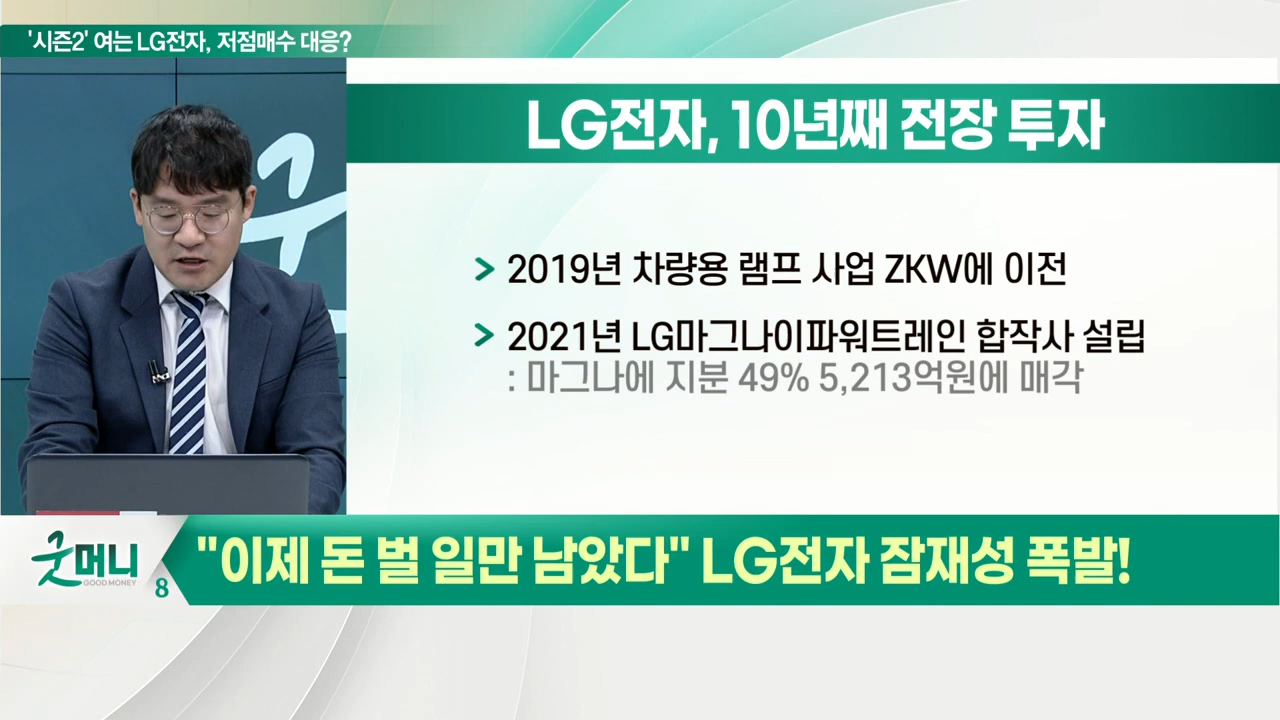 '시즌2' 여는 LG전자, 저점매수 대응?
LG전자, 10년째 전장 투자
> 2019년 차량용 램프 사업 ZKW에 이전
> 2021년 LG마그나이파워트레인 합작사 설립
: 마그나에 지분 49% 5,213억원에 매각
굿머니
GOOD MONEY
8
"이제 돈 벌 일만 남았다" LG전자 잠재성 폭발!